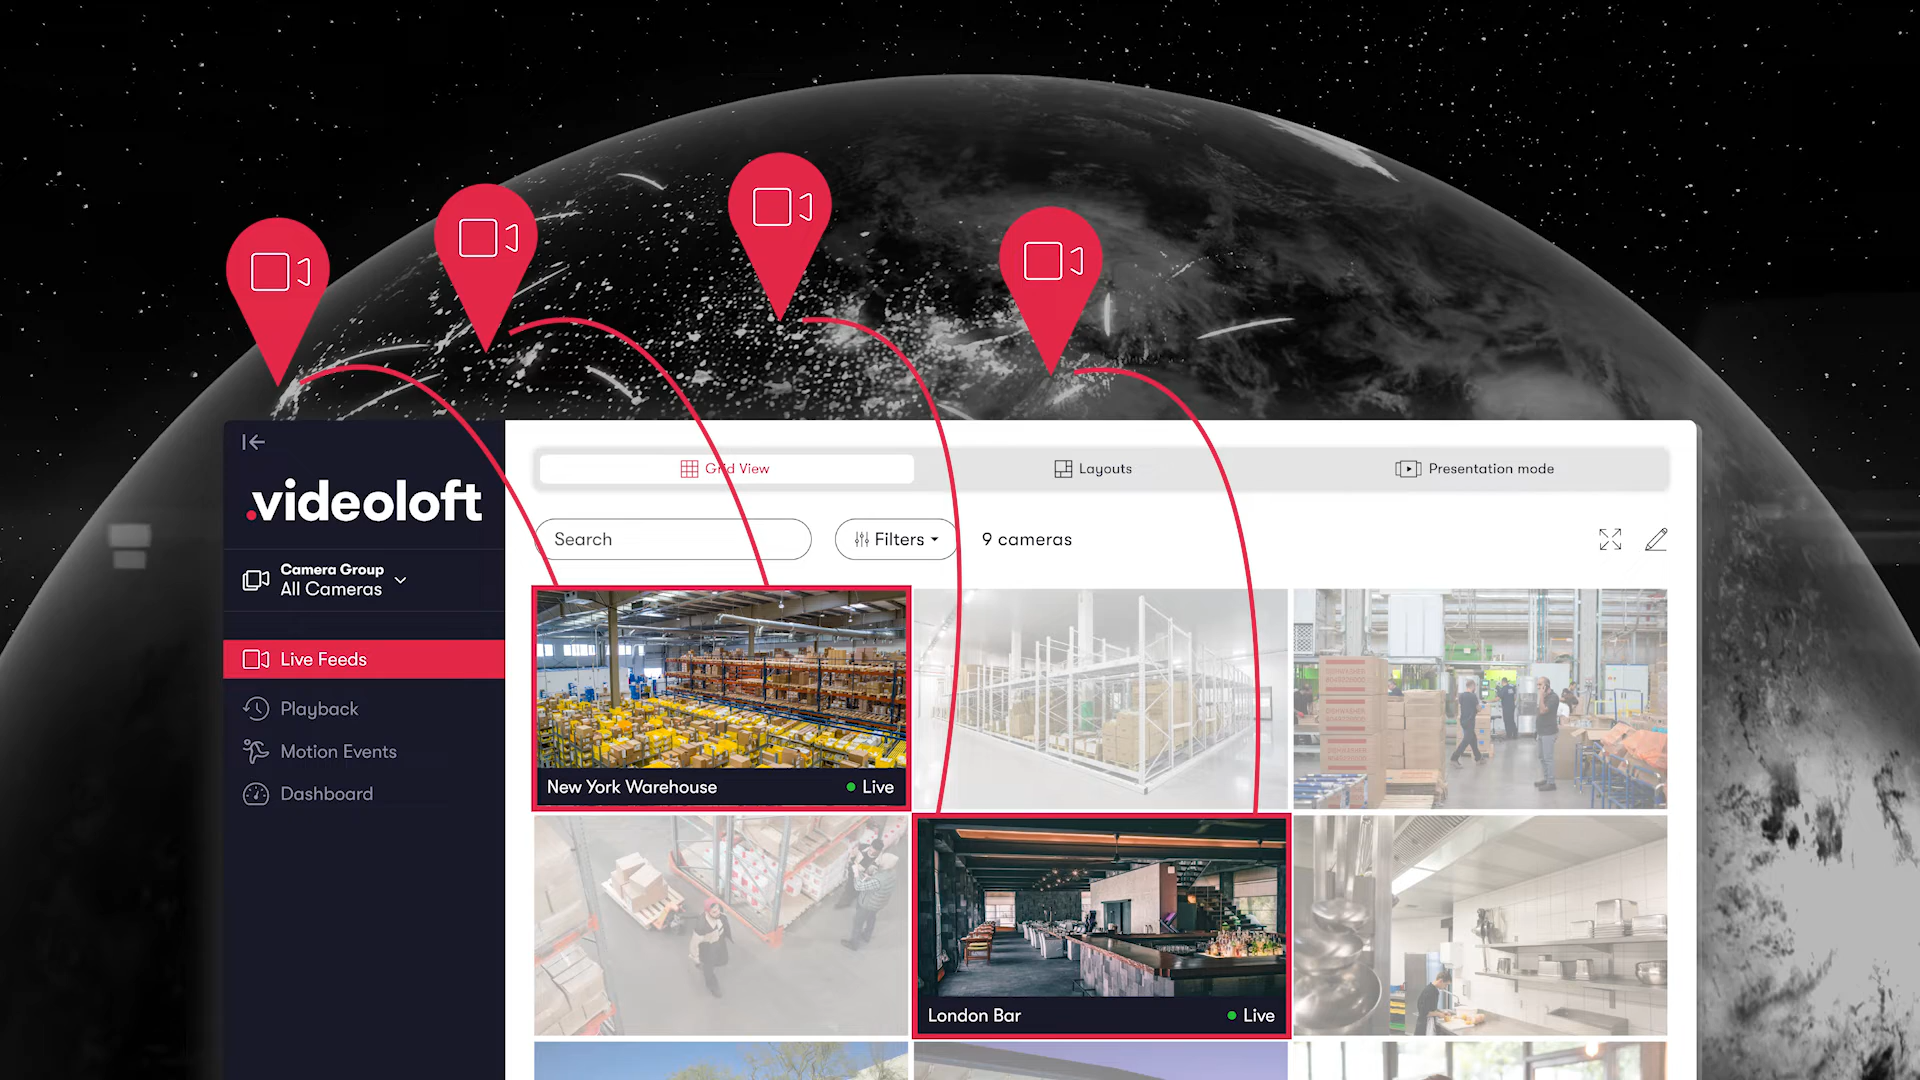 .videoloft
Camera Group
All Cameras
Live Feeds
Playback
Motion Events
Dashboard
Grid View
Layouts
Presentation mode
Search
Filters
9 cameras
New York Warehouse
Live
London Bar
Live